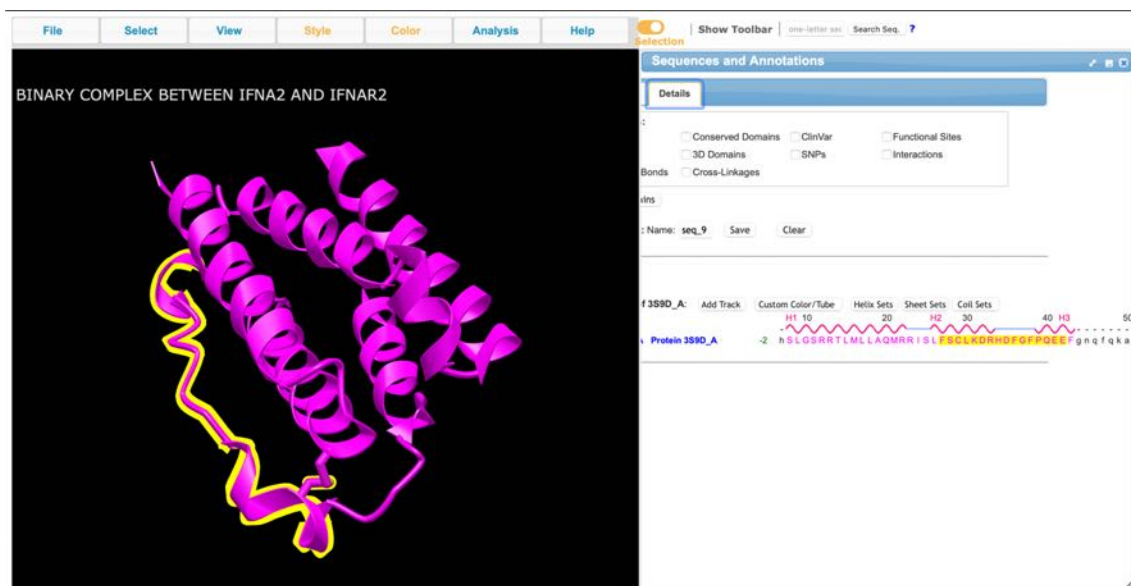 File Select View Style Color Analysis Help Selection Show Toolbar one-letter sec Search Seq. ?
Sequences and Annotations
Details
BINARY COMPLEX BETWEEN IFNA2 AND IFNAR2
Conserved Domains ClinVar Functional Sites
3D Domains SNPs Interactions
Bonds Cross-Linkages
: Name: seq_9 Save Clear
f 3S9D_A: Add Track Custom Color/Tube Helix Sets Sheet Sets Coil Sets
H1 10 20 H2 30 40 H3 50
Protein 3S9D_A -2 hSLGSRRTLMLLAQMRRISLFSCLKDRHDFGFPQEEFgnqfqka